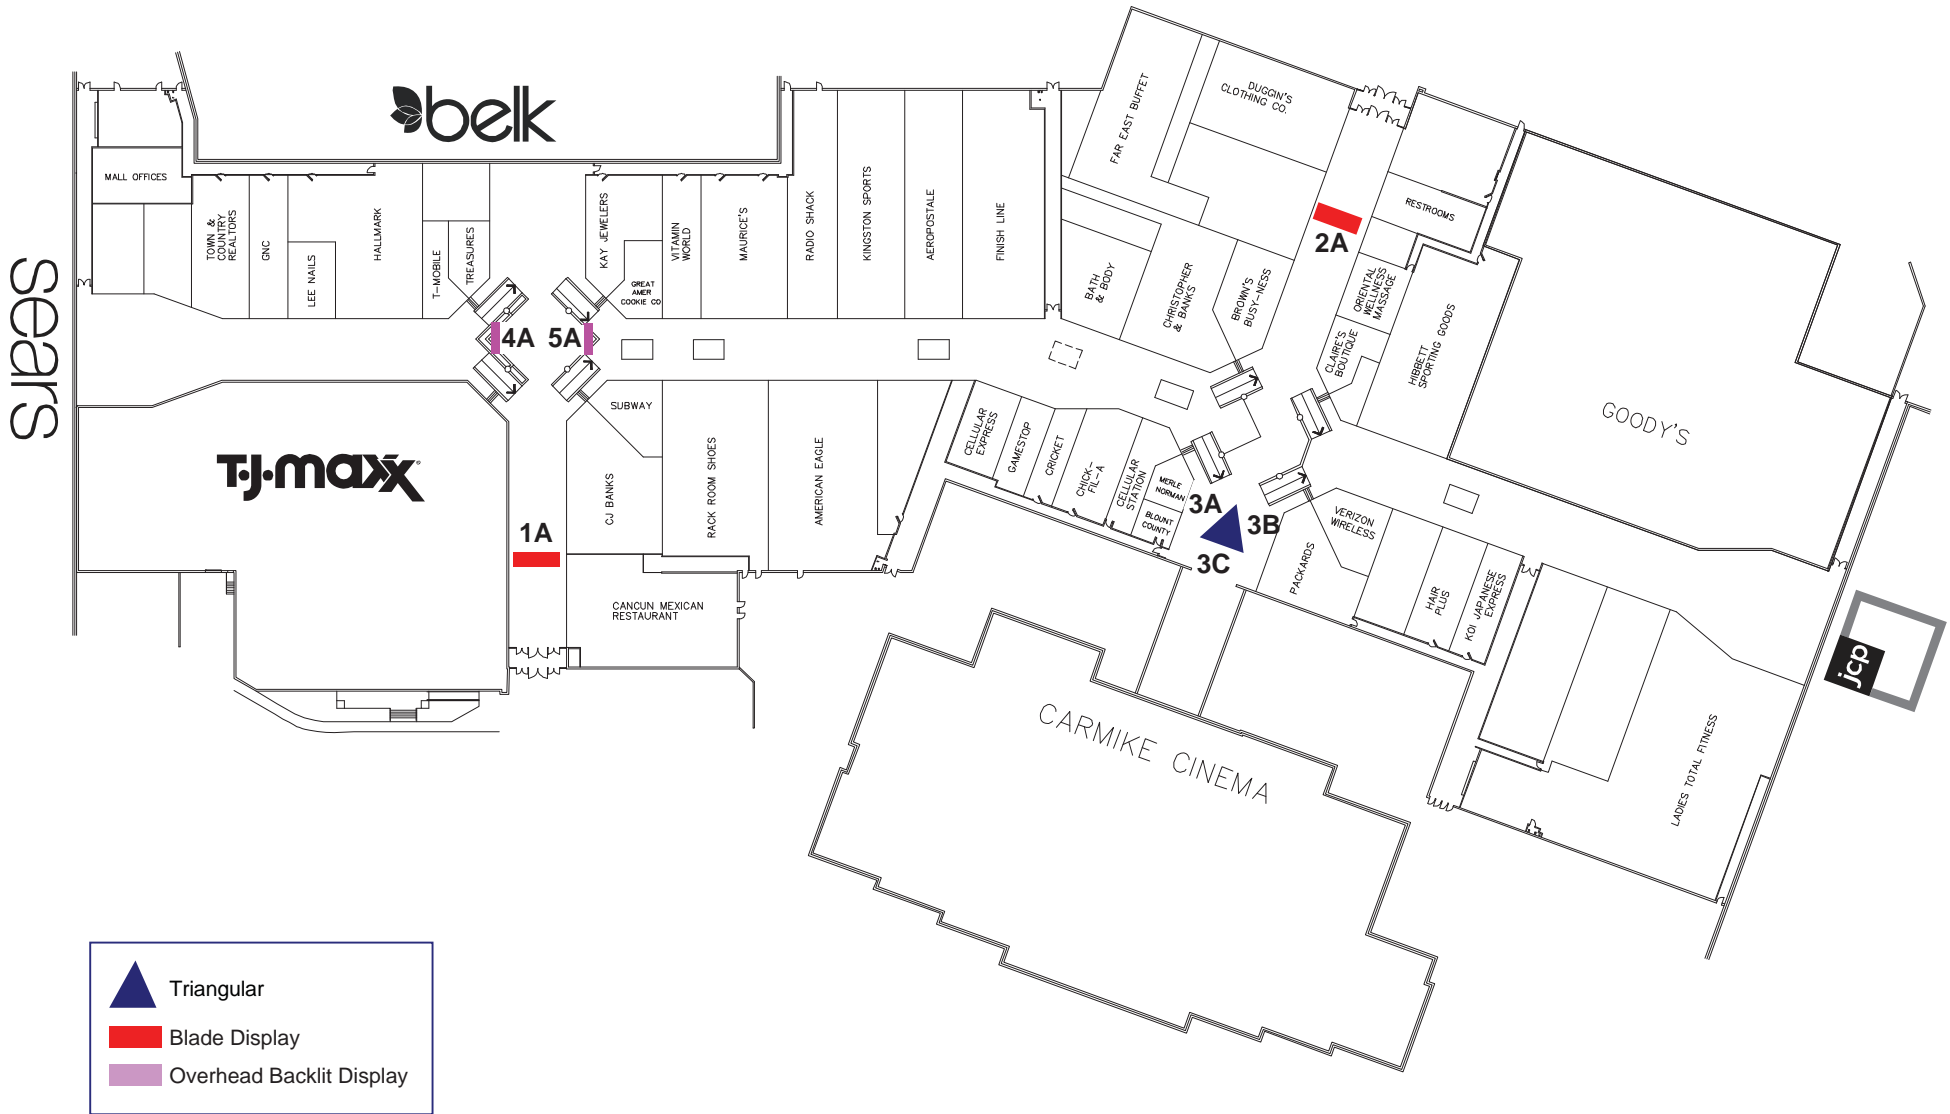 belk
MALL OFFICES
TOWN &
COUNTRY
REALTORS
GNC
LEE NAILS
HALLMARK
T-MOBILE
TREASURES
KAY JEWELERS
GREAT
AMER
COOKIE CO
VITAMIN
WORLD
MAURICE'S
RADIO SHACK
KINGSTON SPORTS
AEROPOSTALE
FINISH LINE
FAR EAST BUFFET
DUGGIN'S
CLOTHING CO.
RESTROOMS
2A
BATH
& BODY
CHRISTOPHER
& BANKS
BROWN'S
BUSY-NESS
ORIENTAL
WELLNESS
MASSAGE
CLAIRE'S
BOUTIQUE
HIBBETT
SPORTING GOODS
GOODY'S
sears
4A
5A
T·J·maxx
SUBWAY
CJ BANKS
RACK ROOM SHOES
AMERICAN EAGLE
1A
CANCUN MEXICAN
RESTAURANT
CELLULAR
EXPRESS
GAMESTOP
CRICKET
CHICK-
FIL-A
CELLULAR
STATION
MERLE
NORMAN
BLOUNT
COUNTY
3A
3B
3C
VERIZON
WIRELESS
PACKARDS
HAIR
PLUS
KOI JAPANESE
EXPRESS
jcp
LADIES TOTAL FITNESS
CARMIKE CINEMA
Triangular
Blade Display
Overhead Backlit Display